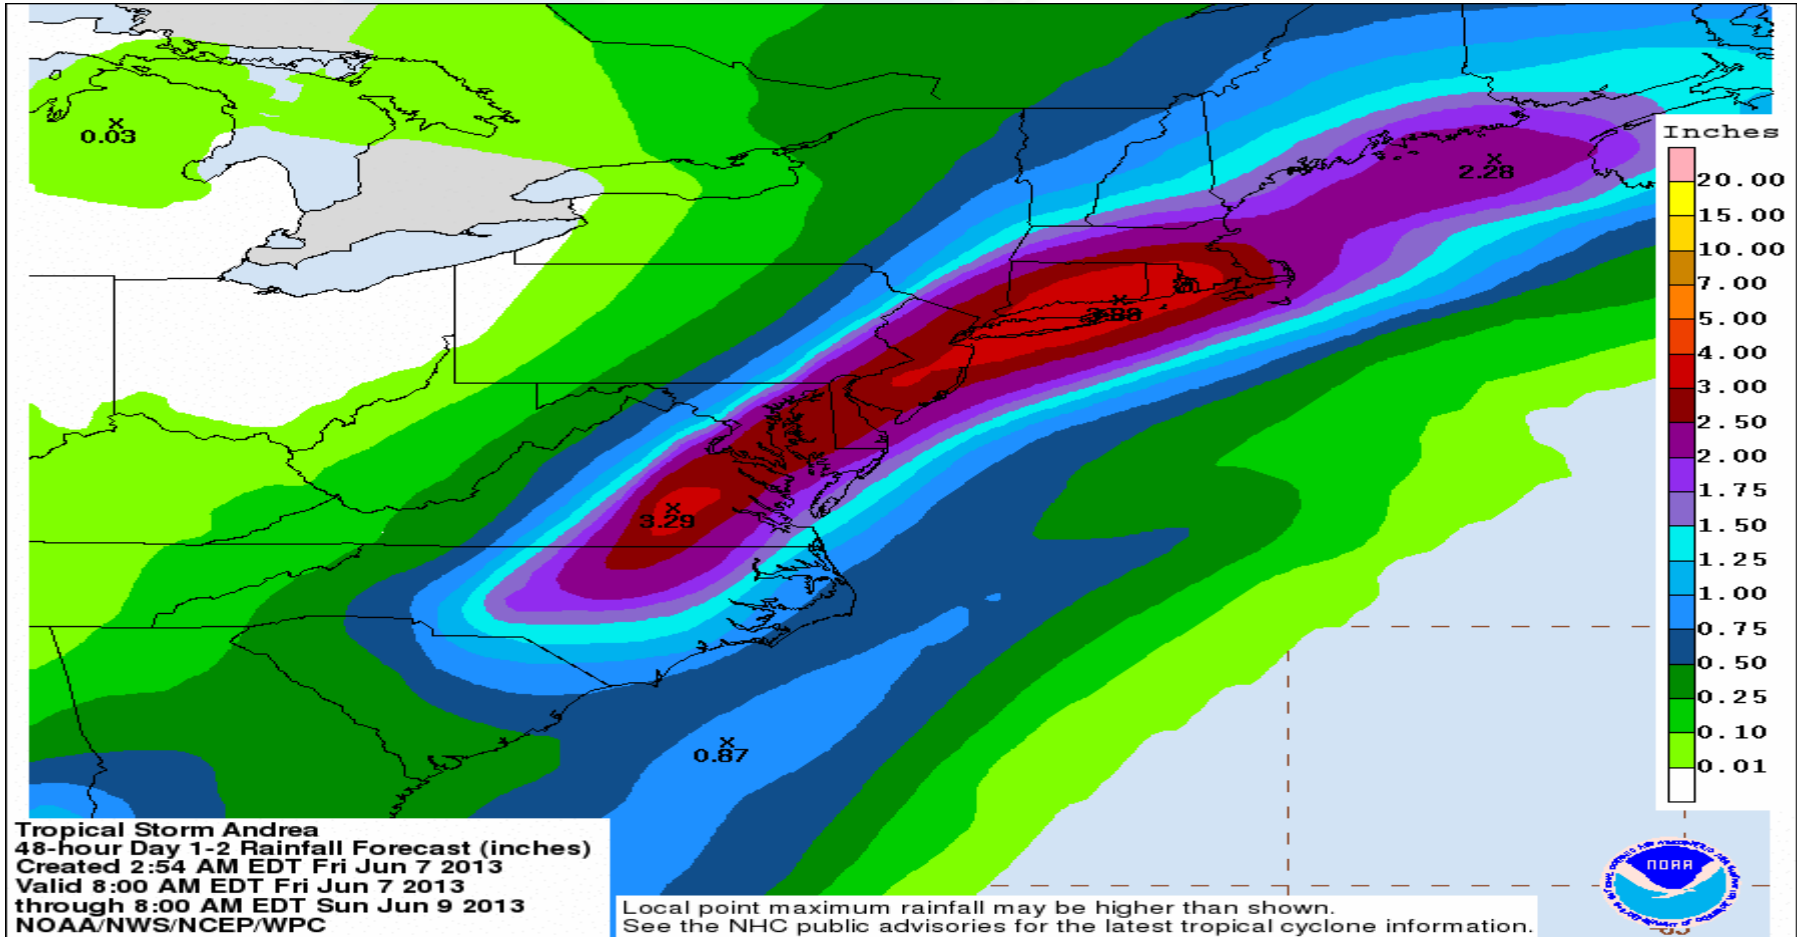 0.03
Inches
2.28
20.00
15.00
10.00
7.00
5.00
4.00
3.00
2.50
2.00
1.75
1.50
1.25
1.00
0.75
0.50
0.25
0.10
0.01
3.29
0.87
Tropical Storm Andrea
48-hour Day 1-2 Rainfall Forecast (inches)
Created 2:54 AM EDT Fri Jun 7 2013
Valid 8:00 AM EDT Fri Jun 7 2013
through 8:00 AM EDT Sun Jun 9 2013
NOAA/NWS/NCEP/WPC
Local point maximum rainfall may be higher than shown.
See the NHC public advisories for the latest tropical cyclone information.
NOAA